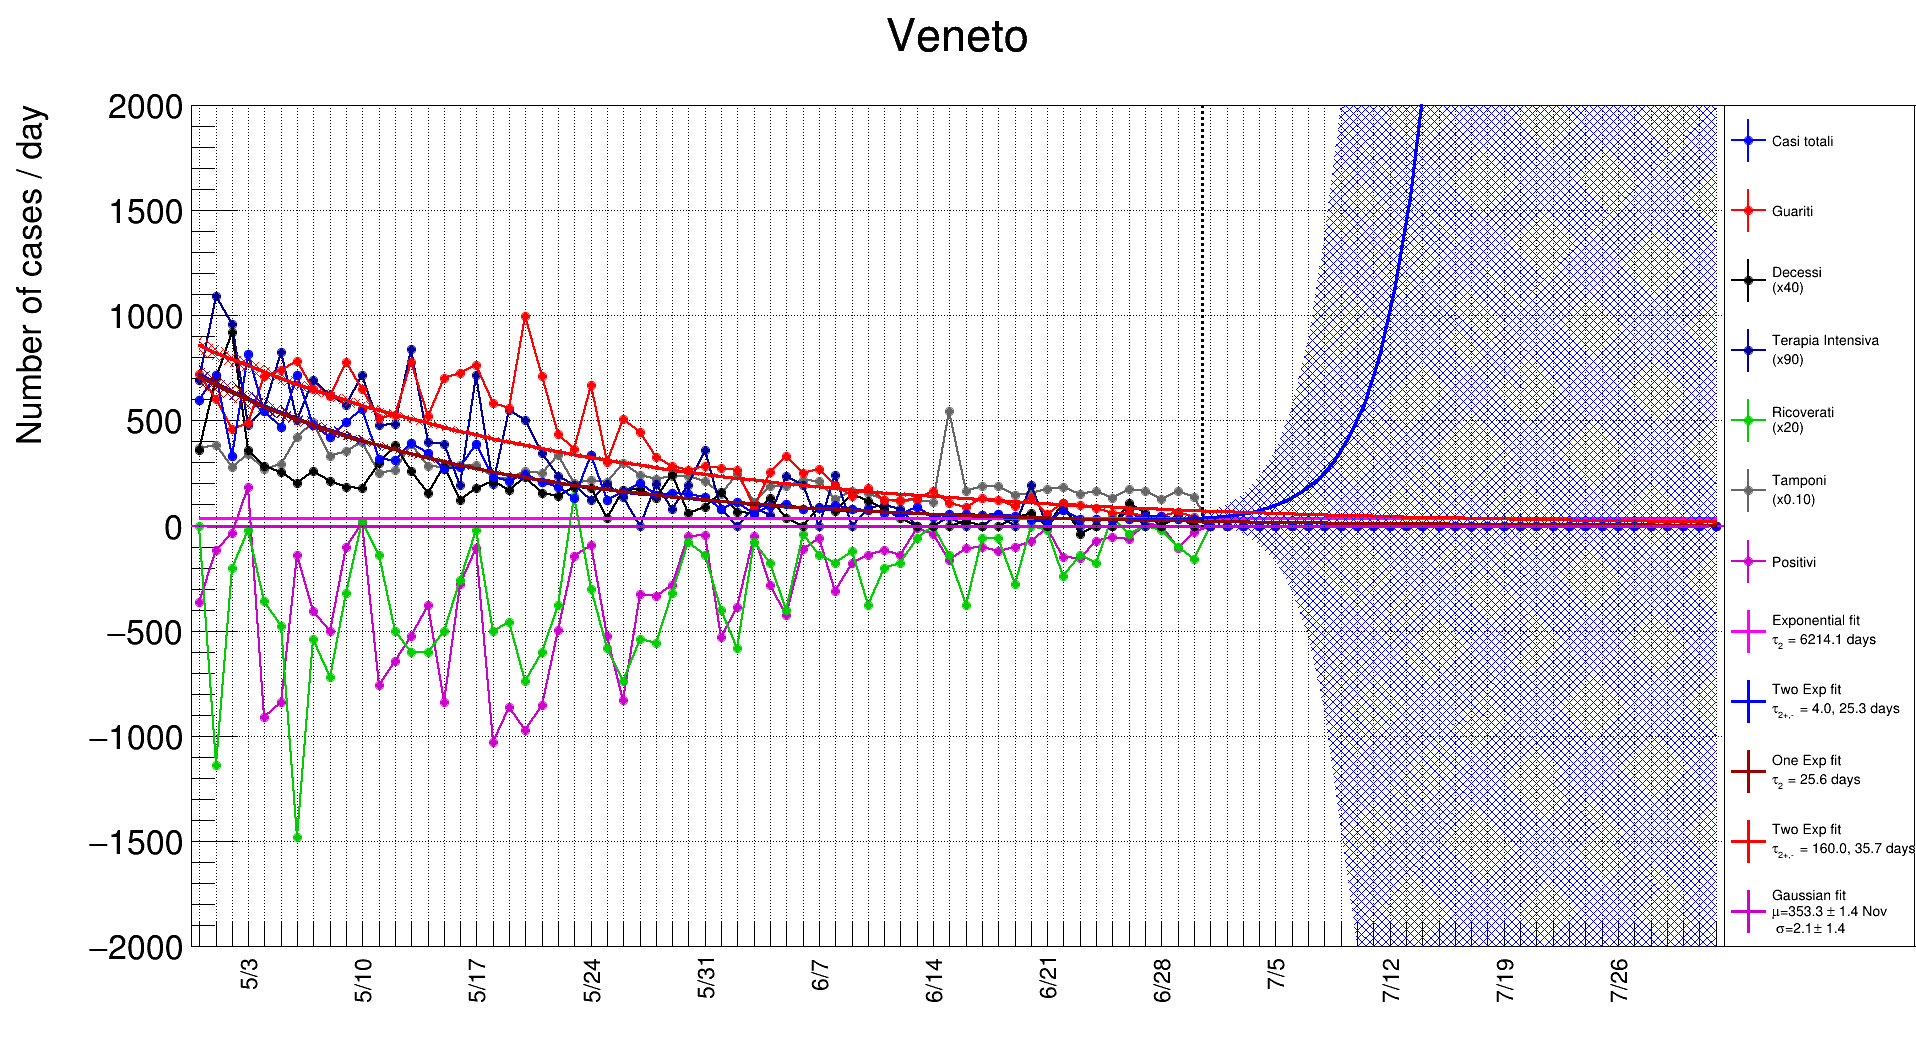 Veneto
Number of cases / day
2000
1500
1000
500
0
−500
−1000
−1500
−2000
5/3
5/10
5/17
5/24
5/31
6/7
6/14
6/21
6/28
7/5
7/12
7/19
7/26
Casi totali
Guariti
Decessi
(x40)
Terapia Intensiva
(x90)
Ricoverati
(x20)
Tamponi
(x0.10)
Positivi
Exponential fit
τ2 = 6214.1 days
Two Exp fit
τ2+,- = 4.0, 25.3 days
One Exp fit
τ2 = 25.6 days
Two Exp fit
τ2+,- = 160.0, 35.7 days
Gaussian fit
μ=353.3 ± 1.4 Nov
σ=2.1± 1.4